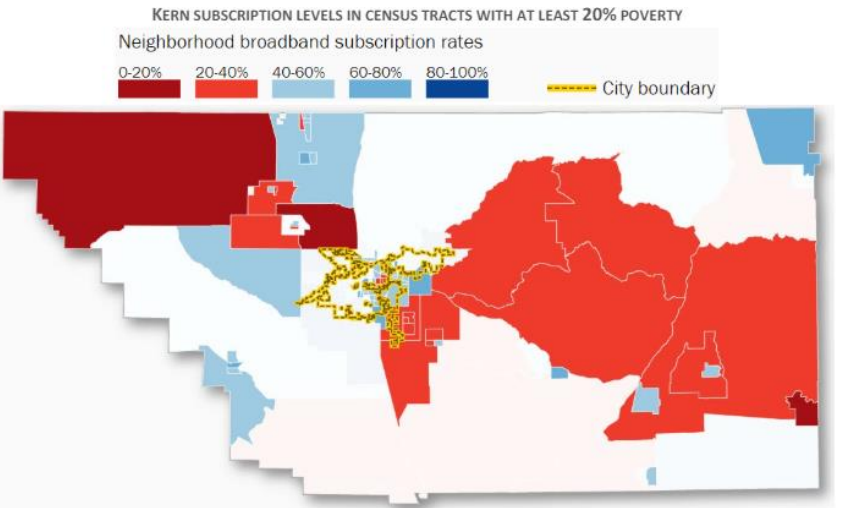 KERN SUBSCRIPTION LEVELS IN CENSUS TRACTS WITH AT LEAST 20% POVERTY
Neighborhood broadband subscription rates
0-20% 20-40% 40-60% 60-80% 80-100%
City boundary